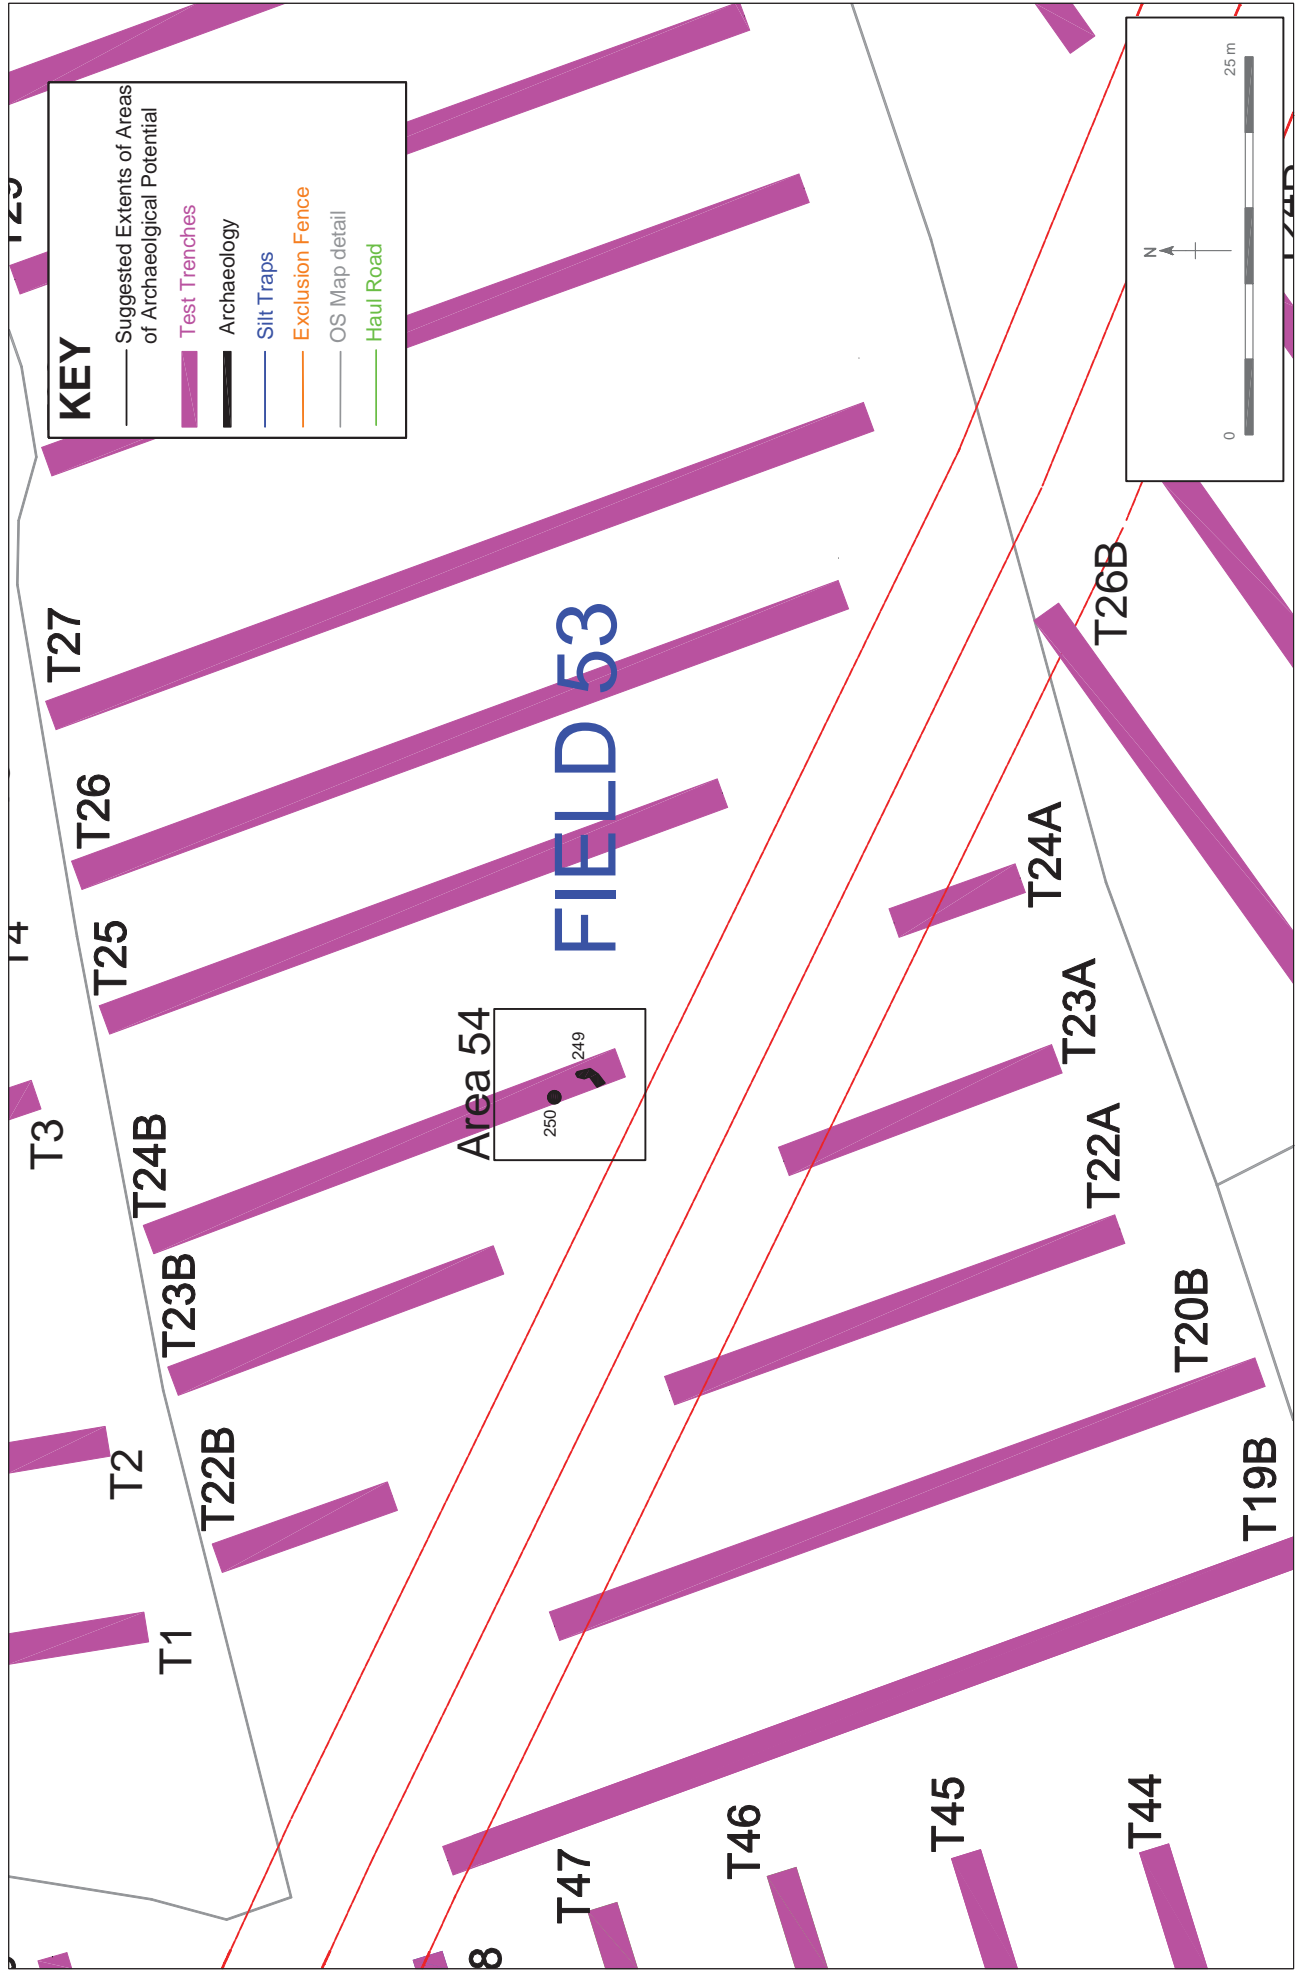 KEY
Suggested Extents of Areas
of Archaeolgical Potential
Test Trenches
Archaeology
Silt Traps
Exclusion Fence
OS Map detail
Haul Road
N
0
25 m
FIELD 53
Area 54
250
249
T1
T2
T3
T4
T22B
T23B
T24B
T25
T26
T27
T47
T46
T45
T44
T19B
T20B
T22A
T23A
T24A
T26B
8